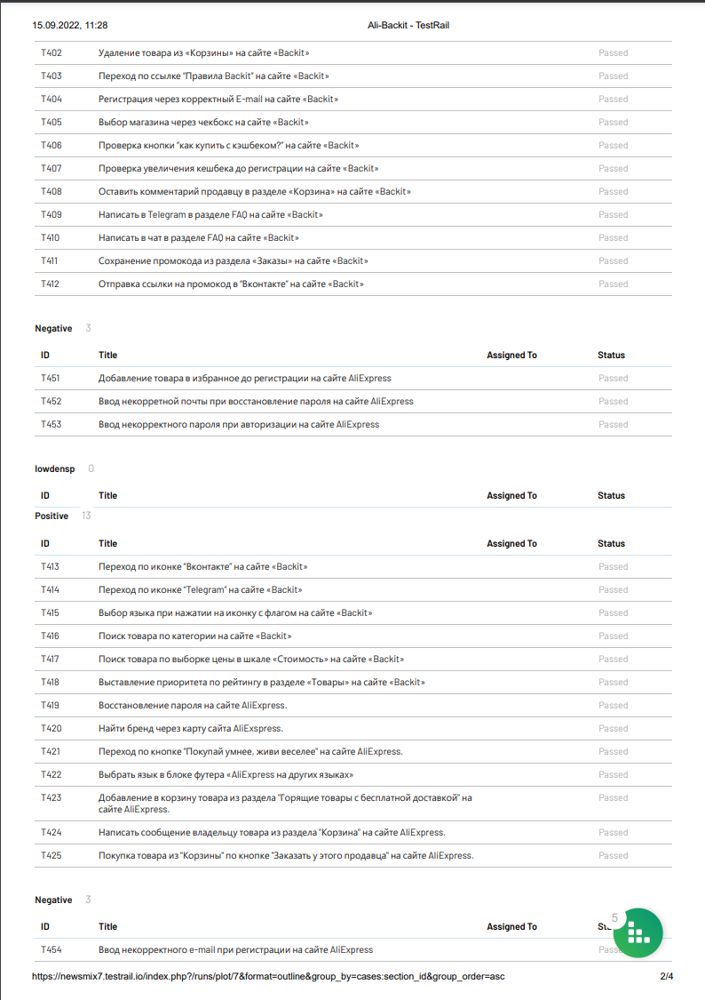 15.09.2022, 11:28 Ali-Backit - TestRail
T402 Удаление товара из «Корзины» на сайте «Backit» Passed
T403 Переход по ссылке "Правила Backit" на сайте «Backit» Passed
T404 Регистрация через корректный E-mail на сайте «Backit» Passed
T405 Выбор магазина через чекбокс на сайте «Backit» Passed
T406 Проверка кнопки "как купить с кэшбеком?" на сайте «Backit» Passed
T407 Проверка увеличения кешбека до регистрации на сайте «Backit» Passed
T408 Оставить комментарий продавцу в разделе «Корзина» на сайте «Backit» Passed
T409 Написать в Telegram в разделе FAQ на сайте «Backit» Passed
T410 Написать в чат в разделе FAQ на сайте «Backit» Passed
T411 Сохранение промокода из раздела «Заказы» на сайте «Backit» Passed
T412 Отправка ссылки на промокод в "Вконтакте" на сайте «Backit» Passed
Negative 3
ID Title Assigned To Status
T451 Добавление товара в избранное до регистрации на сайте AliExpress Passed
T452 Ввод некорретной почты при восстановление пароля на сайте AliExpress Passed
T453 Ввод некорректного пароля при авторизации на сайте AliExpress Passed
lowdensp 0
ID Title Assigned To Status
Positive 13
ID Title Assigned To Status
T413 Переход по иконке "Вконтакте" на сайте «Backit» Passed
T414 Переход по иконке "Telegram" на сайте «Backit» Passed
T415 Выбор языка при нажатии на иконку с флагом на сайте «Backit» Passed
T416 Поиск товара по категории на сайте «Backit» Passed
T417 Поиск товара по выборке цены в шкале «Стоимость» на сайте «Backit» Passed
T418 Выставление приоритета по рейтингу в разделе «Товары» на сайте «Backit» Passed
T419 Восстановление пароля на сайте AliExpress. Passed
T420 Найти бренд через карту сайта AliExspress. Passed
T421 Переход по кнопке "Покупай умнее, живи веселее" на сайте AliExpress. Passed
T422 Выбрать язык в блоке футера «AliExpress на других языках» Passed
T423 Добавление в корзину товара из раздела "Горящие товары с бесплатной доставкой" на Passed
сайте AliExpress.
T424 Написать сообщение владельцу товара из раздела "Корзина" на сайте AliExpress. Passed
T425 Покупка товара из "Корзины" по кнопке "Заказать у этого продавца" на сайте AliExpress. Passed
Negative 3
5
ID Title Assigned To
T454 Ввод некорректного e-mail при регистрации на сайте AliExpress
https://newsmix7.testrail.io/index.php?/runs/plot/7&format=outline&group_by=cases:section_id&group_order=asc 2/4